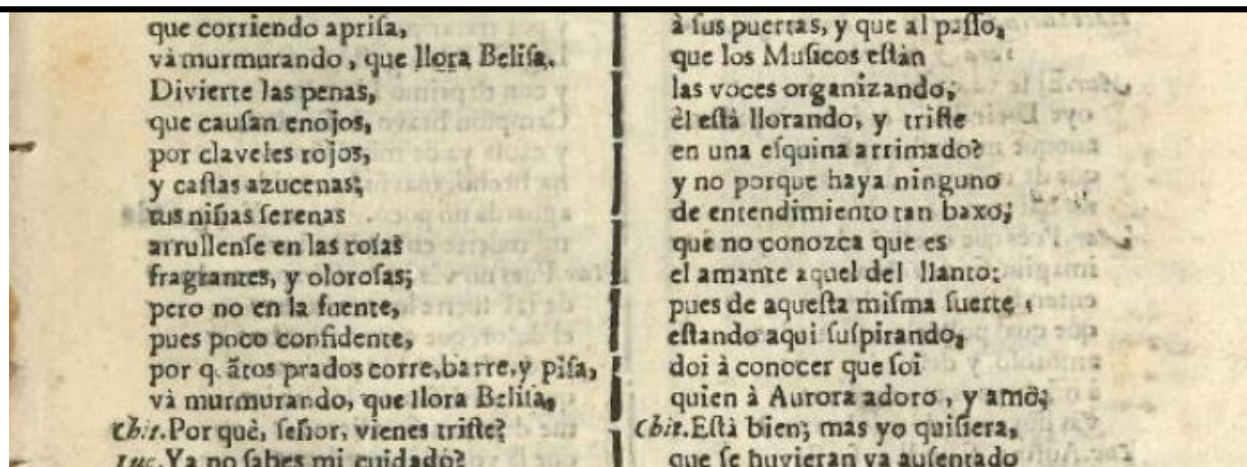 que corriendo apriſa,
và murmurando, que llora Beliſa.
Divierte las penas,
que cauſan enojos,
por claveles rojos,
y caſtas azucenas;
tus niñas ſerenas
arrullenſe en las roſas
fragrantes, y oloroſas;
pero no en la fuente,
pues poco confidente,
por q. ãtos prados corre, barre, y piſa,
và murmurando, que llora Beliſa.
Chit. Por què, ſeñor, vienes triſte?
Luc. Ya no ſabes mi cuidado?
à ſus puertas, y que al paſſo,
que los Muſicos eſtàn
las voces organizando,
èl eſtà llorando, y triſte
en una eſquina arrimado?
y no porque haya ninguno
de entendimiento tan baxo,
que no conozca que es
el amante aquel del llanto:
pues de aqueſta miſma ſuerte
eſtando aqui ſuſpirando,
doi à conocer que ſoi
quien à Aurora adoro, y amo;
Chit. Eſtà bien; mas yo quiſiera,
que ſe huvieran ya auſentado